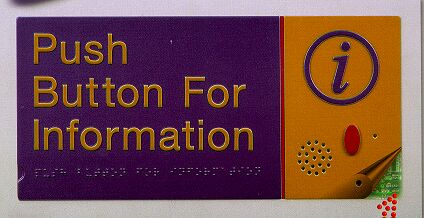 Push
Button For
Information
i